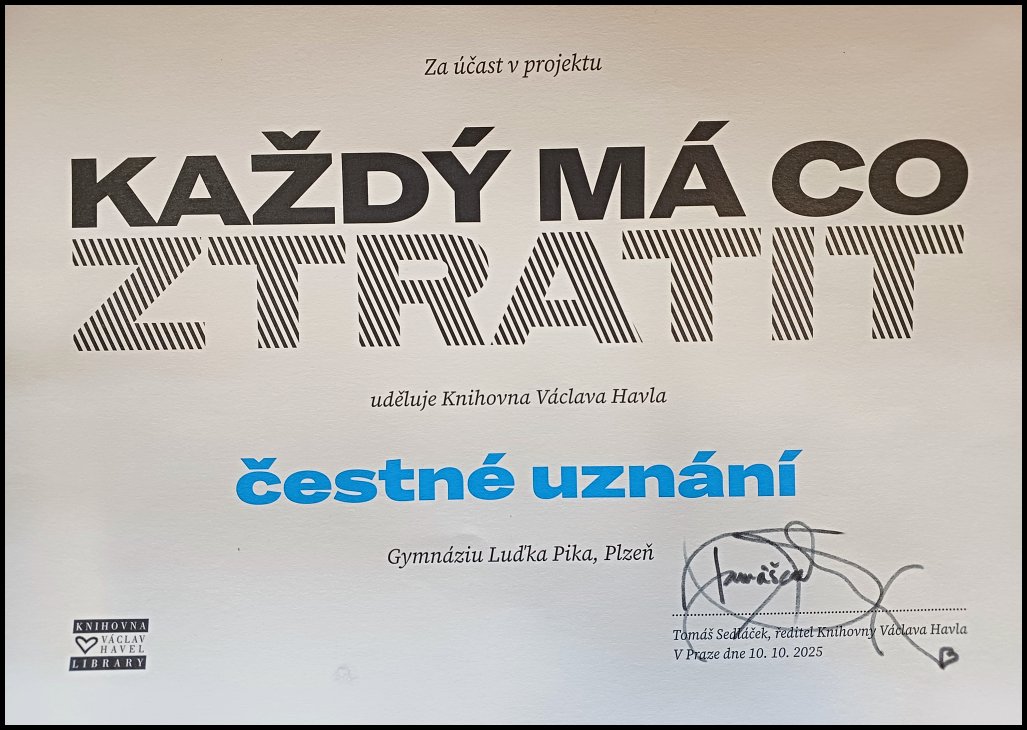 Za účast v projektu
KAŽDÝ MÁ CO
ZTRATIT
uděluje Knihovna Václava Havla
čestné uznání
Gymnáziu Luďka Pika, Plzeň
Tomáš Sedláček, ředitel Knihovny Václava Havla
V Praze dne 10. 10. 2025
KNIHOVNA
VÁCLAV
HAVEL
LIBRARY